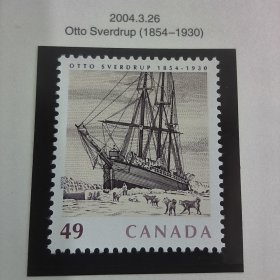 2004.3.26
Otto Sverdrup (1854–1930)
OTTO SVERDRUP 1854-1930
49 CANADA